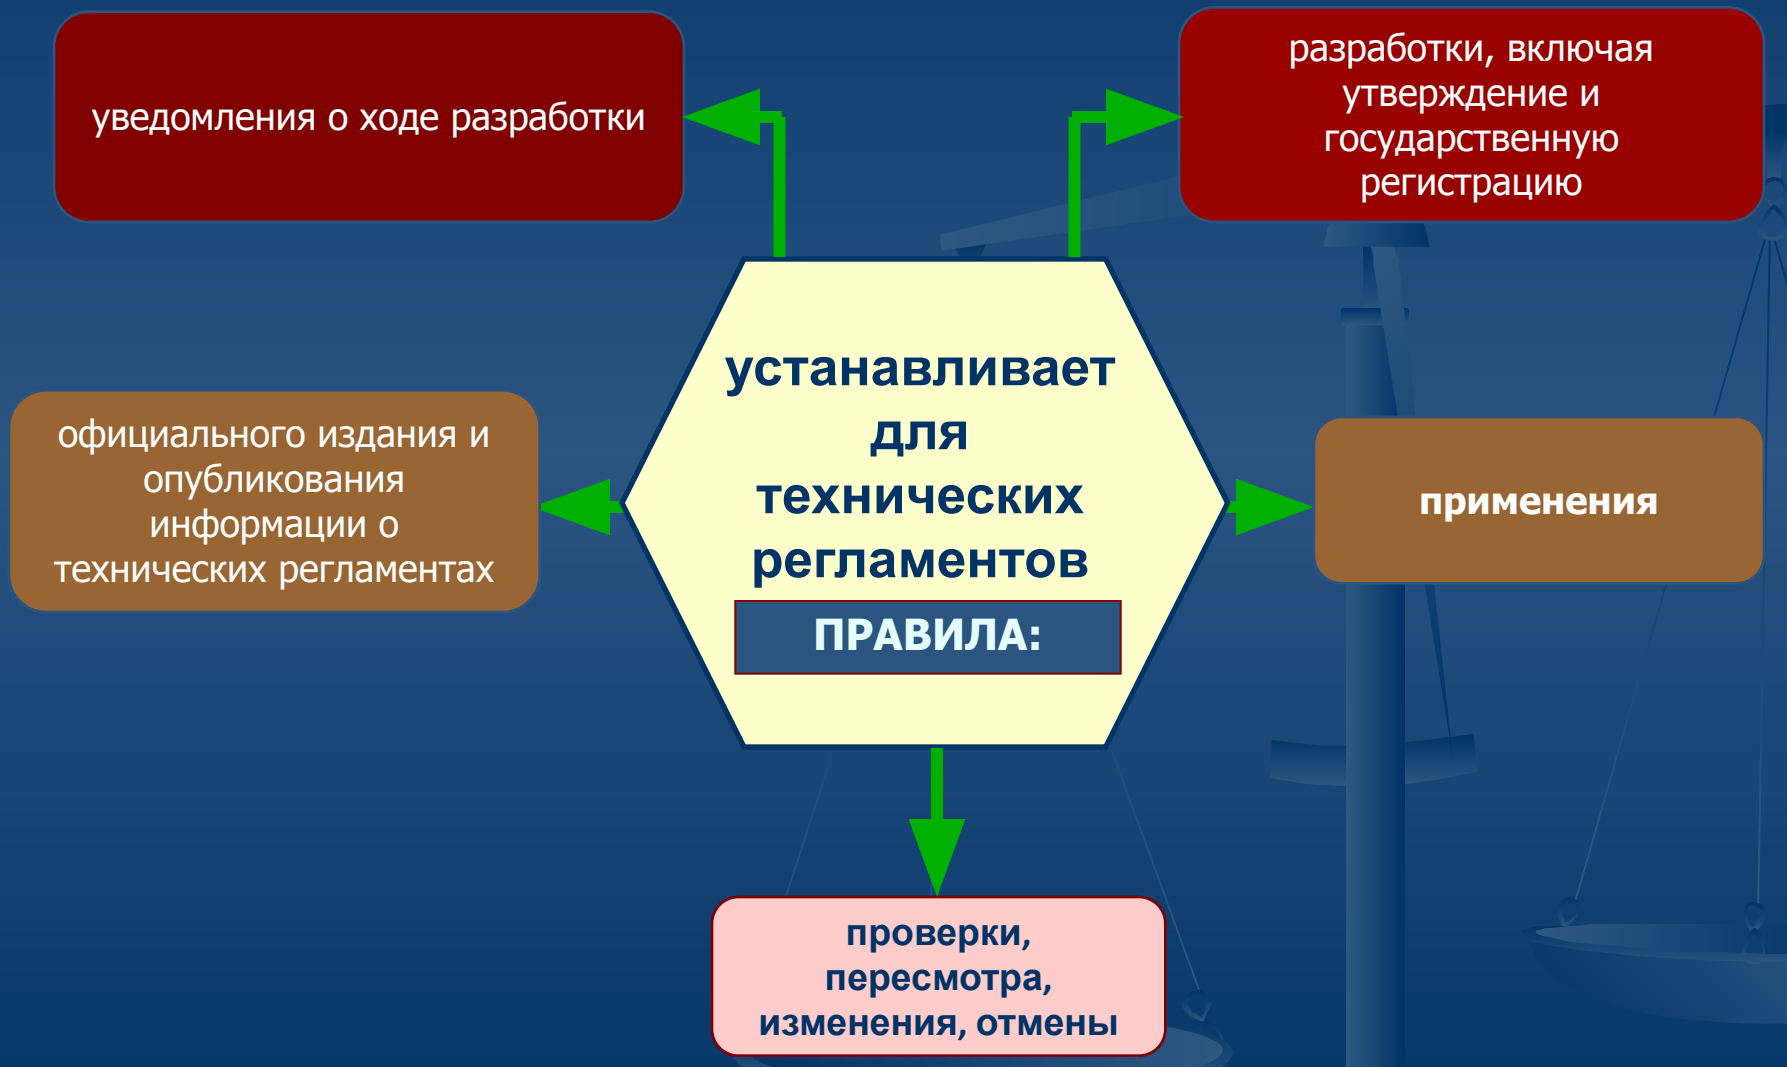 уведомления о ходе разработки
разработки, включая
утверждение и
государственную
регистрацию
устанавливает
для
технических
регламентов
ПРАВИЛА:
официального издания и
опубликования
информации о
технических регламентах
применения
проверки,
пересмотра,
изменения, отмены